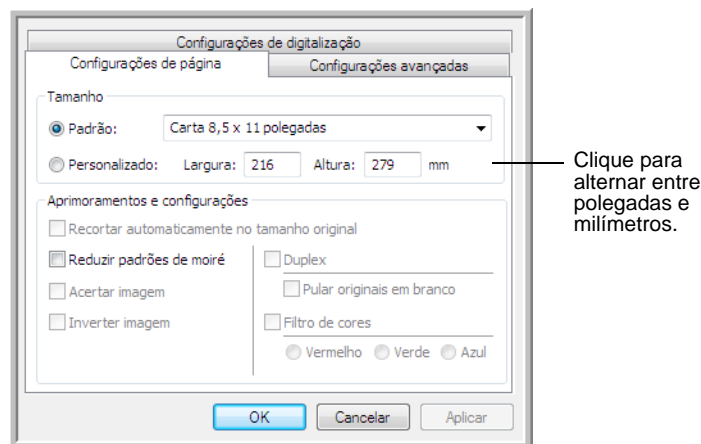 Configurações de digitalização
Configurações de página
Configurações avançadas
Tamanho
Padrão: Carta 8,5 x 11 polegadas
Personalizado: Largura: 216 Altura: 279 mm
Clique para
alternar entre
polegadas e
milímetros.
Aprimoramentos e configurações
Recortar automaticamente no tamanho original
Reduzir padrões de moiré
Duplex
Acertar imagem
Pular originais em branco
Inverter imagem
Filtro de cores
Vermelho Verde Azul
OK Cancelar Aplicar